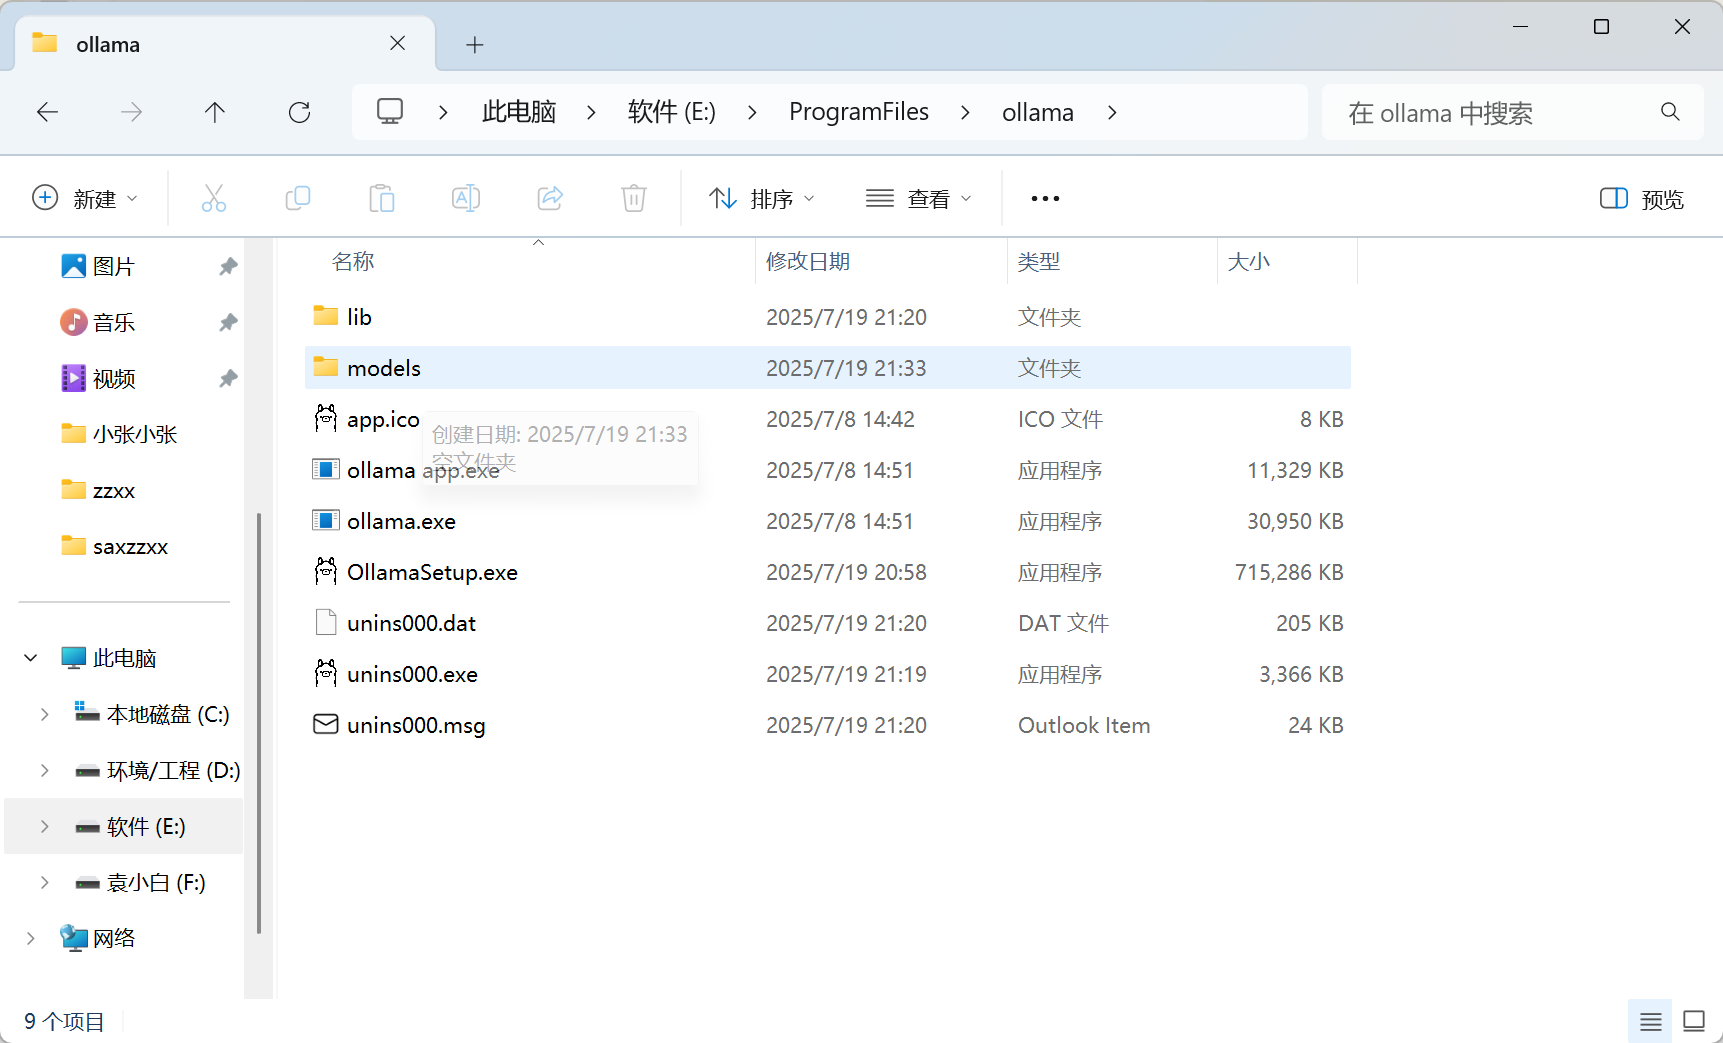 ollama
此电脑 软件 (E:) ProgramFiles ollama
在 ollama 中搜索
新建 排序 查看 预览
图片
音乐
视频
小张小张
zzxx
saxzzxx
此电脑
本地磁盘 (C:)
环境/工程 (D:)
软件 (E:)
袁小白 (F:)
网络
名称 修改日期 类型 大小
lib 2025/7/19 21:20 文件夹
models 2025/7/19 21:33 文件夹
app.ico 2025/7/8 14:42 ICO 文件 8 KB
创建日期: 2025/7/19 21:33
空文件夹
ollama app.exe 2025/7/8 14:51 应用程序 11,329 KB
ollama.exe 2025/7/8 14:51 应用程序 30,950 KB
OllamaSetup.exe 2025/7/19 20:58 应用程序 715,286 KB
unins000.dat 2025/7/19 21:20 DAT 文件 205 KB
unins000.exe 2025/7/19 21:19 应用程序 3,366 KB
unins000.msg 2025/7/19 21:20 Outlook Item 24 KB
9 个项目